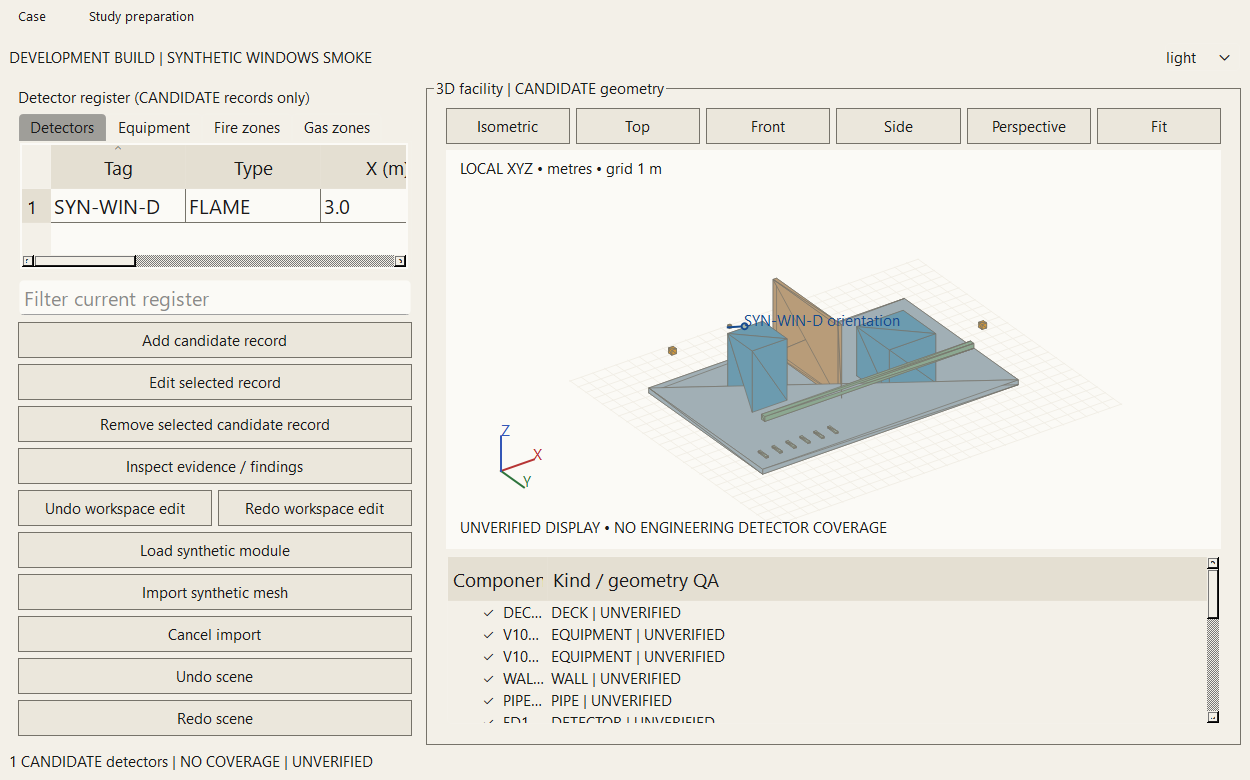 Case Study preparation
DEVELOPMENT BUILD | SYNTHETIC WINDOWS SMOKE
light
Detector register (CANDIDATE records only)
Detectors Equipment Fire zones Gas zones
Tag Type X (m)
1 SYN-WIN-D FLAME 3.0
Filter current register
Add candidate record
Edit selected record
Remove selected candidate record
Inspect evidence / findings
Undo workspace edit Redo workspace edit
Load synthetic module
Import synthetic mesh
Cancel import
Undo scene
Redo scene
3D facility | CANDIDATE geometry
Isometric Top Front Side Perspective Fit
LOCAL XYZ • metres • grid 1 m
SYN-WIN-D orientation
Z
X
Y
UNVERIFIED DISPLAY • NO ENGINEERING DETECTOR COVERAGE
Componer Kind / geometry QA
DEC... DECK | UNVERIFIED
V10... EQUIPMENT | UNVERIFIED
V10... EQUIPMENT | UNVERIFIED
WAL... WALL | UNVERIFIED
PIPE... PIPE | UNVERIFIED
DETECTOR | UNVERIFIED
1 CANDIDATE detectors | NO COVERAGE | UNVERIFIED